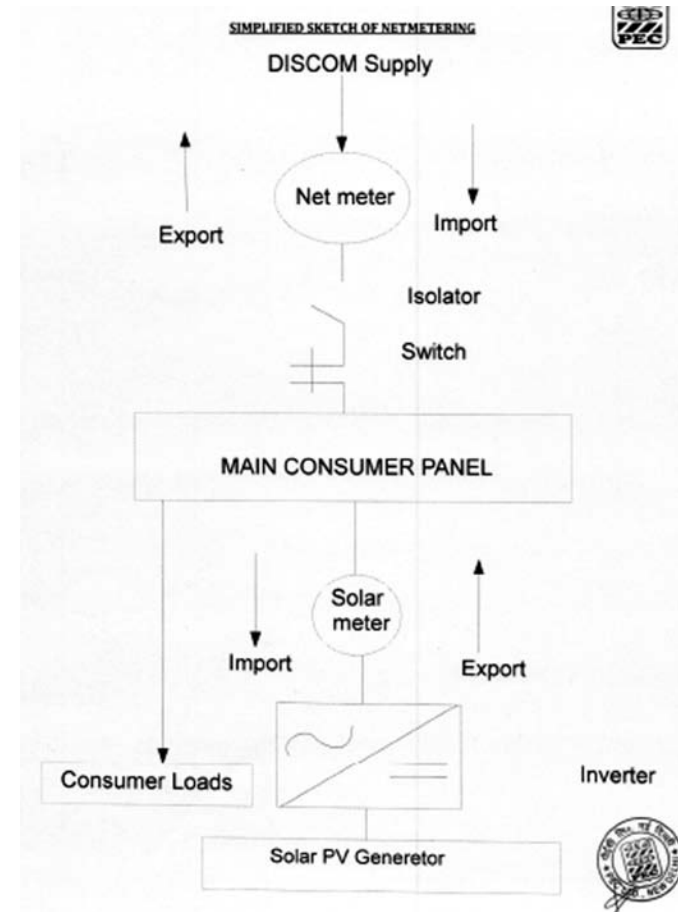 SIMPLIFIED SKETCH OF NETMETERING
PEC
DISCOM Supply
Net meter
Export
Import
Isolator
Switch
MAIN CONSUMER PANEL
Solar
meter
Import
Export
Consumer Loads
Inverter
Solar PV Generetor